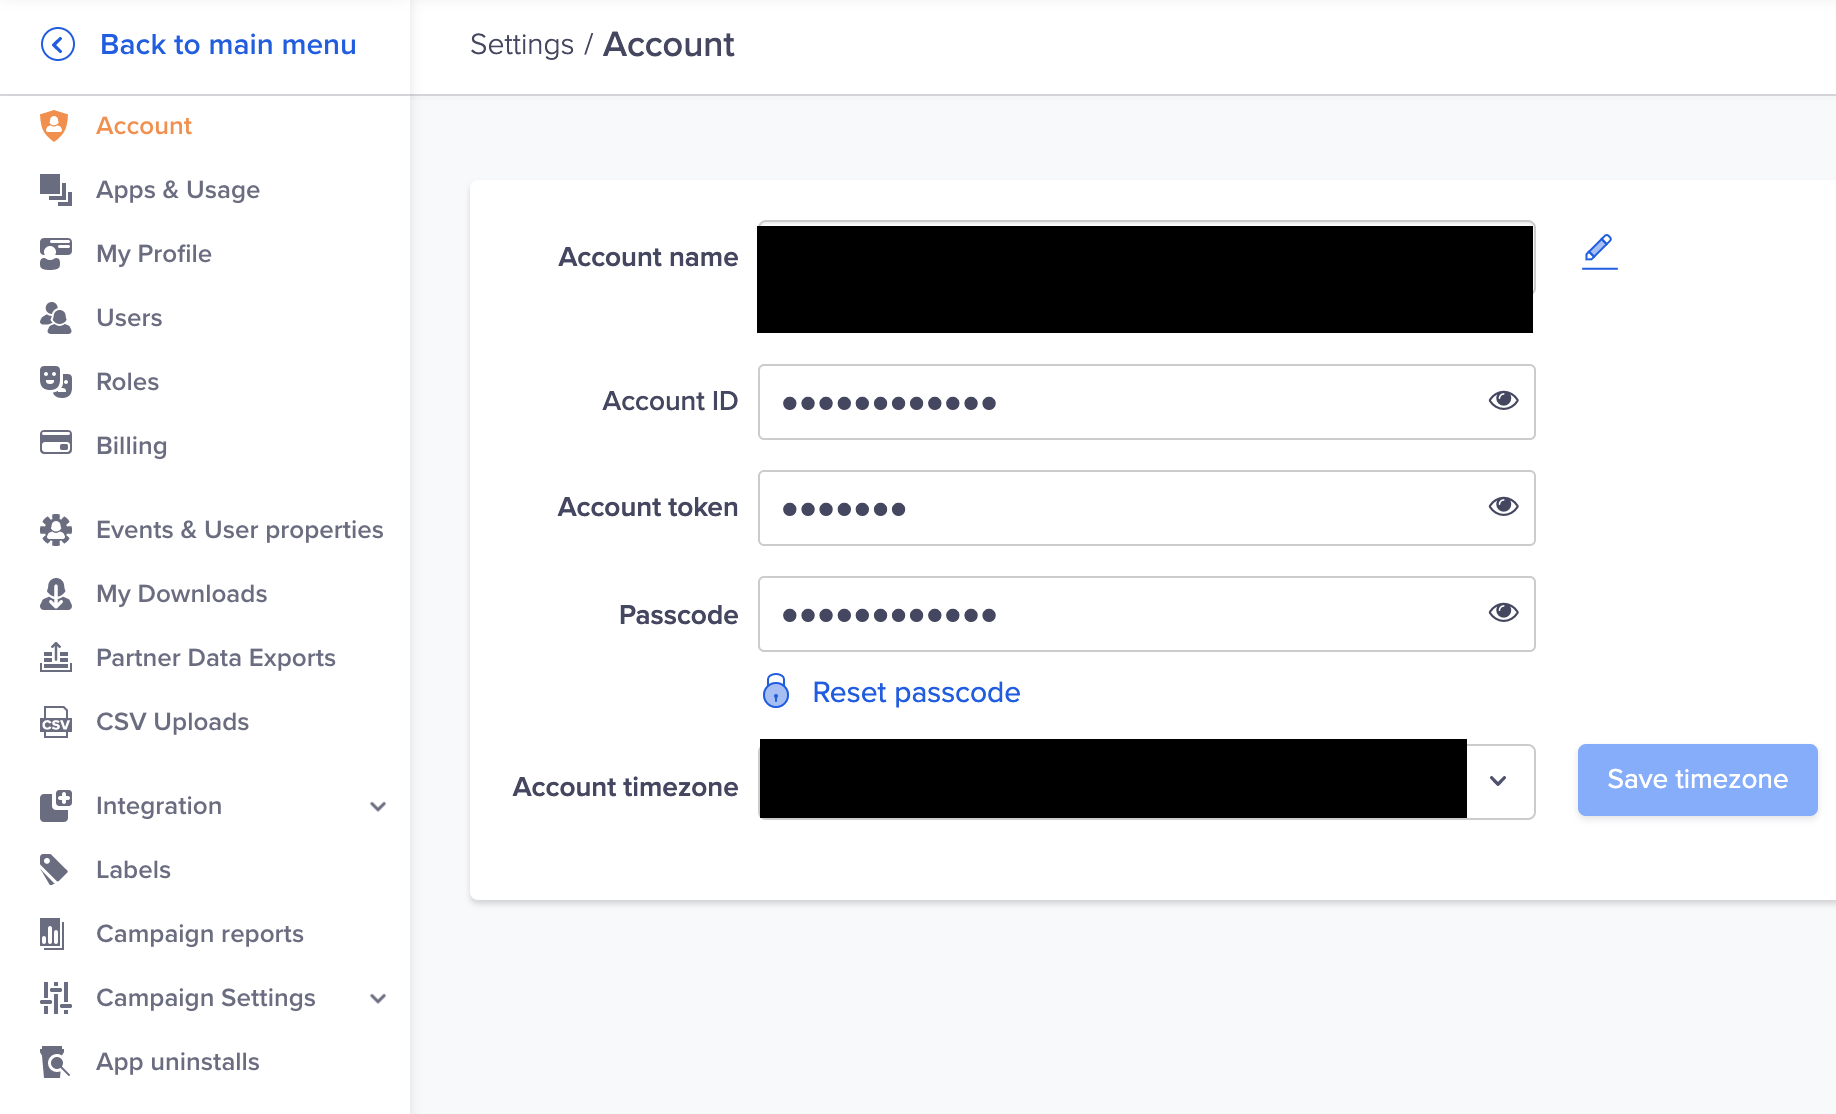 Back to main menu
Settings / Account
Account
Apps & Usage
My Profile
Users
Roles
Billing
Events & User properties
My Downloads
Partner Data Exports
CSV
CSV Uploads
Integration
Labels
Campaign reports
Campaign Settings
App uninstalls
Account name
Account ID
●●●●●●●●●●●●
Account token
●●●●●●●
Passcode
●●●●●●●●●●●●
Reset passcode
Account timezone
Save timezone